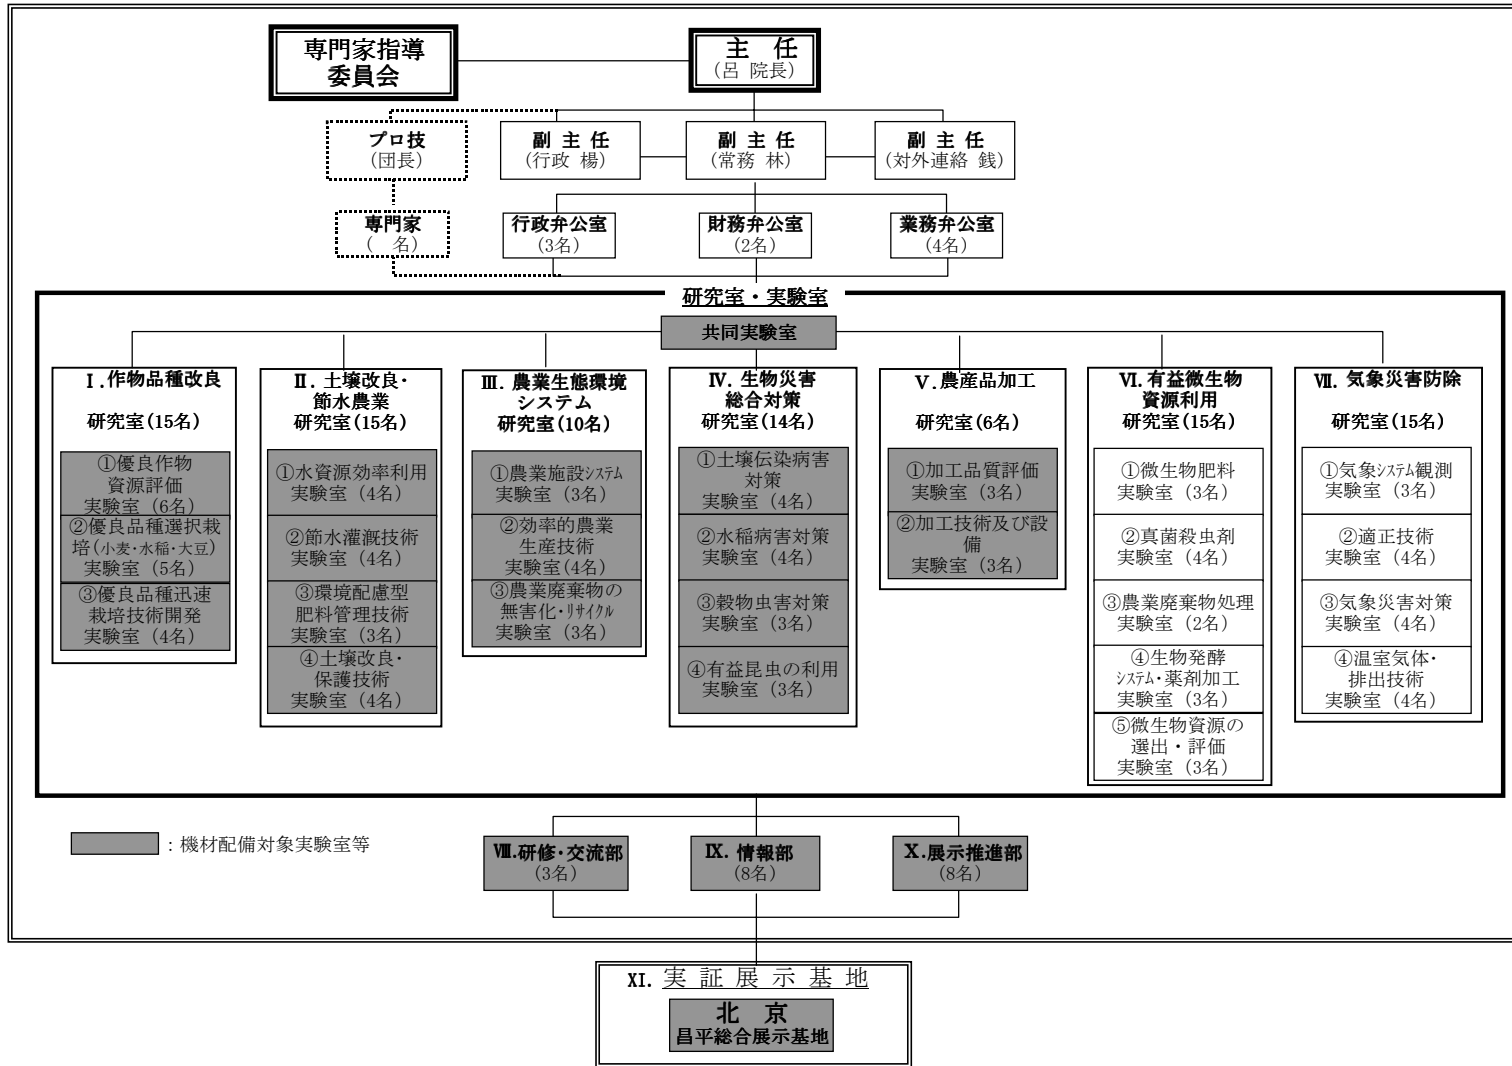 専門家指導
委員会
主 任
(呂 院長)
プロ技
(団長)
副 主 任
(行政 楊)
副 主 任
(常務 林)
副 主 任
(対外連絡 銭)
専門家
( 名)
行政弁公室
(3名)
財務弁公室
(2名)
業務弁公室
(4名)
研究室・実験室
共同実験室
Ⅰ.作物品種改良
研究室(15名)
①優良作物
資源評価
実験室 (6名)
②優良品種選択栽
培(小麦・水稲・大豆)
実験室 (5名)
③優良品種迅速
栽培技術開発
実験室 (4名)
Ⅱ. 土壌改良・
節水農業
研究室(15名)
①水資源効率利用
実験室 (4名)
②節水灌漑技術
実験室 (4名)
③環境配慮型
肥料管理技術
実験室 (3名)
④土壌改良・
保護技術
実験室 (4名)
Ⅲ. 農業生態環境
システム
研究室(10名)
①農業施設システム
実験室 (3名)
②効率的農業
生産技術
実験室(4名)
③農業廃棄物の
無害化・リサイクル
実験室 (3名)
Ⅳ. 生物災害
総合対策
研究室(14名)
①土壌伝染病害
対策
実験室 (4名)
②水稲病害対策
実験室 (4名)
③穀物虫害対策
実験室 (3名)
④有益昆虫の利用
実験室 (3名)
Ⅴ.農産品加工
研究室(6名)
①加工品質評価
実験室 (3名)
②加工技術及び設
備
実験室 (3名)
Ⅵ. 有益微生物
資源利用
研究室(15名)
①微生物肥料
実験室 (3名)
②真菌殺虫剤
実験室 (4名)
③農業廃棄物処理
実験室 (2名)
④生物発酵
システム・薬剤加工
実験室 (3名)
⑤微生物資源の
選出・評価
実験室 (3名)
Ⅶ. 気象災害防除
研究室(15名)
①気象システム観測
実験室 (3名)
②適正技術
実験室 (4名)
③気象災害対策
実験室 (4名)
④温室気体・
排出技術
実験室 (4名)
：機材配備対象実験室等
Ⅷ.研修・交流部
(3名)
Ⅸ. 情報部
(8名)
Ⅹ.展示推進部
(8名)
XI. 実 証 展 示 基 地
北 京
昌平総合展示基地